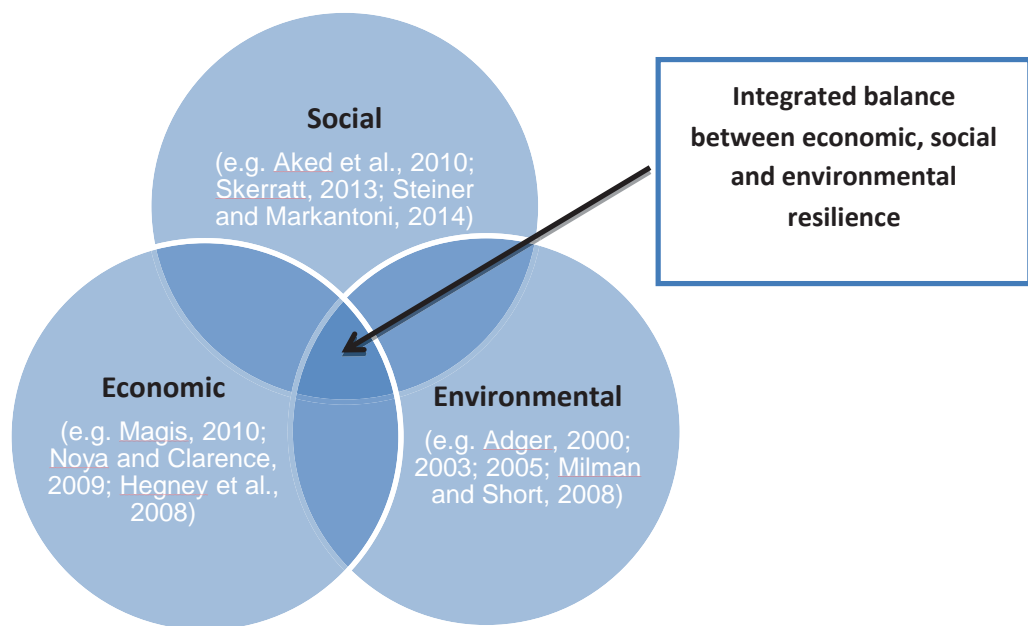 Social
(e.g. Aked et al., 2010;
Skerratt, 2013; Steiner
and Markantoni, 2014)
Integrated balance
between economic, social
and environmental
resilience
Economic
(e.g. Magis, 2010;
Noya and Clarence,
2009; Hegney et al.,
2008)
Environmental
(e.g. Adger, 2000;
2003; 2005; Milman
and Short, 2008)